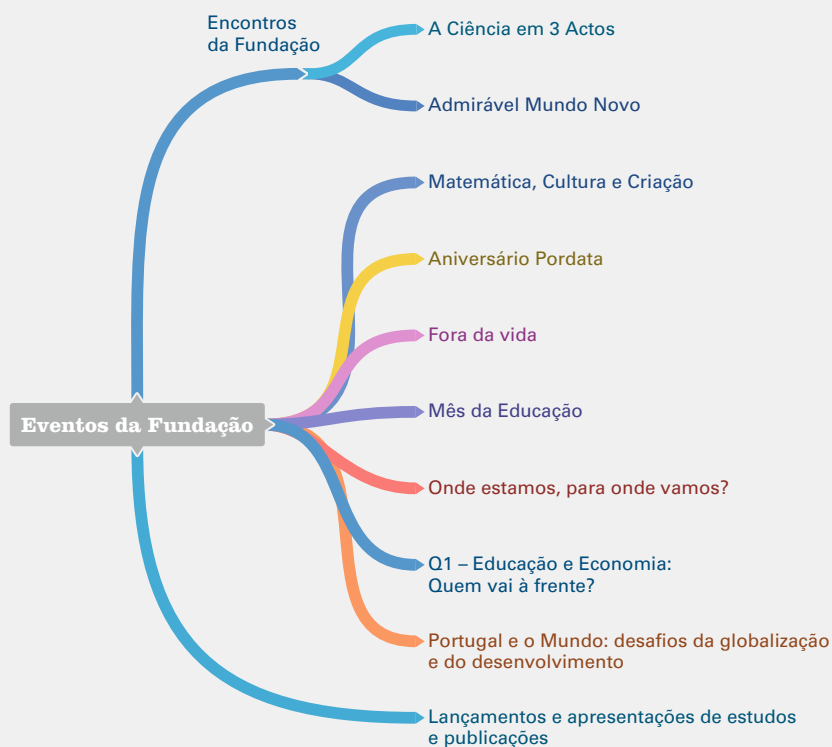 Encontros
da Fundação
A Ciência em 3 Actos
Admirável Mundo Novo
Matemática, Cultura e Criação
Aniversário Pordata
Fora da vida
Mês da Educação
Eventos da Fundação
Onde estamos, para onde vamos?
Q1 – Educação e Economia:
Quem vai à frente?
Portugal e o Mundo: desafios da globalização
e do desenvolvimento
Lançamentos e apresentações de estudos
e publicações